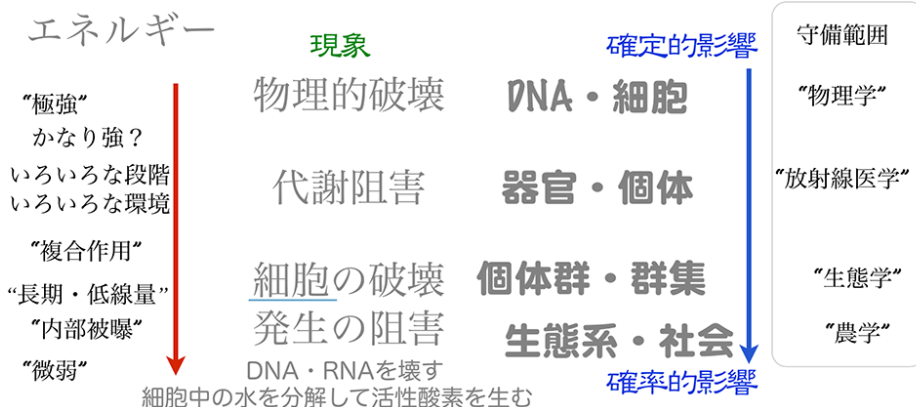 エネルギー
現象
確定的影響
守備範囲
"極強"
かなり強？
物理的破壊
DNA・細胞
"物理学"
いろいろな段階
いろいろな環境
代謝阻害
器官・個体
"放射線医学"
"複合作用"
“長期・低線量”
細胞の破壊
個体群・群集
"生態学"
"内部被曝"
発生の阻害
生態系・社会
"農学"
"微弱"
DNA・RNAを壊す
確率的影響
細胞中の水を分解して活性酸素を生む